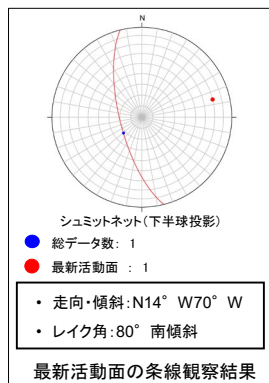 N
シュミットネット(下半球投影)
総データ数: 1
最新活動面 : 1
• 走向・傾斜:N14° W70° W
• レイク角:80° 南傾斜
最新活動面の条線観察結果